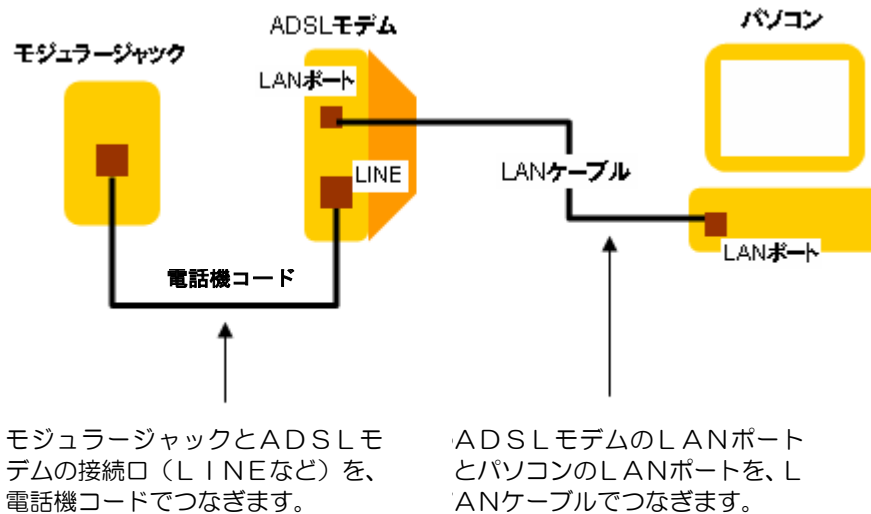 ADSLモデム
パソコン
モジュラージャック
LANポート
LINE
LANケーブル
LANポート
電話機コード
モジュラージャックとＡＤＳＬモ
デムの接続口（ＬＩＮＥなど）を、
電話機コードでつなぎます。
ＡＤＳＬモデムのＬＡＮポート
とパソコンのＬＡＮポートを、Ｌ
ＡＮケーブルでつなぎます。